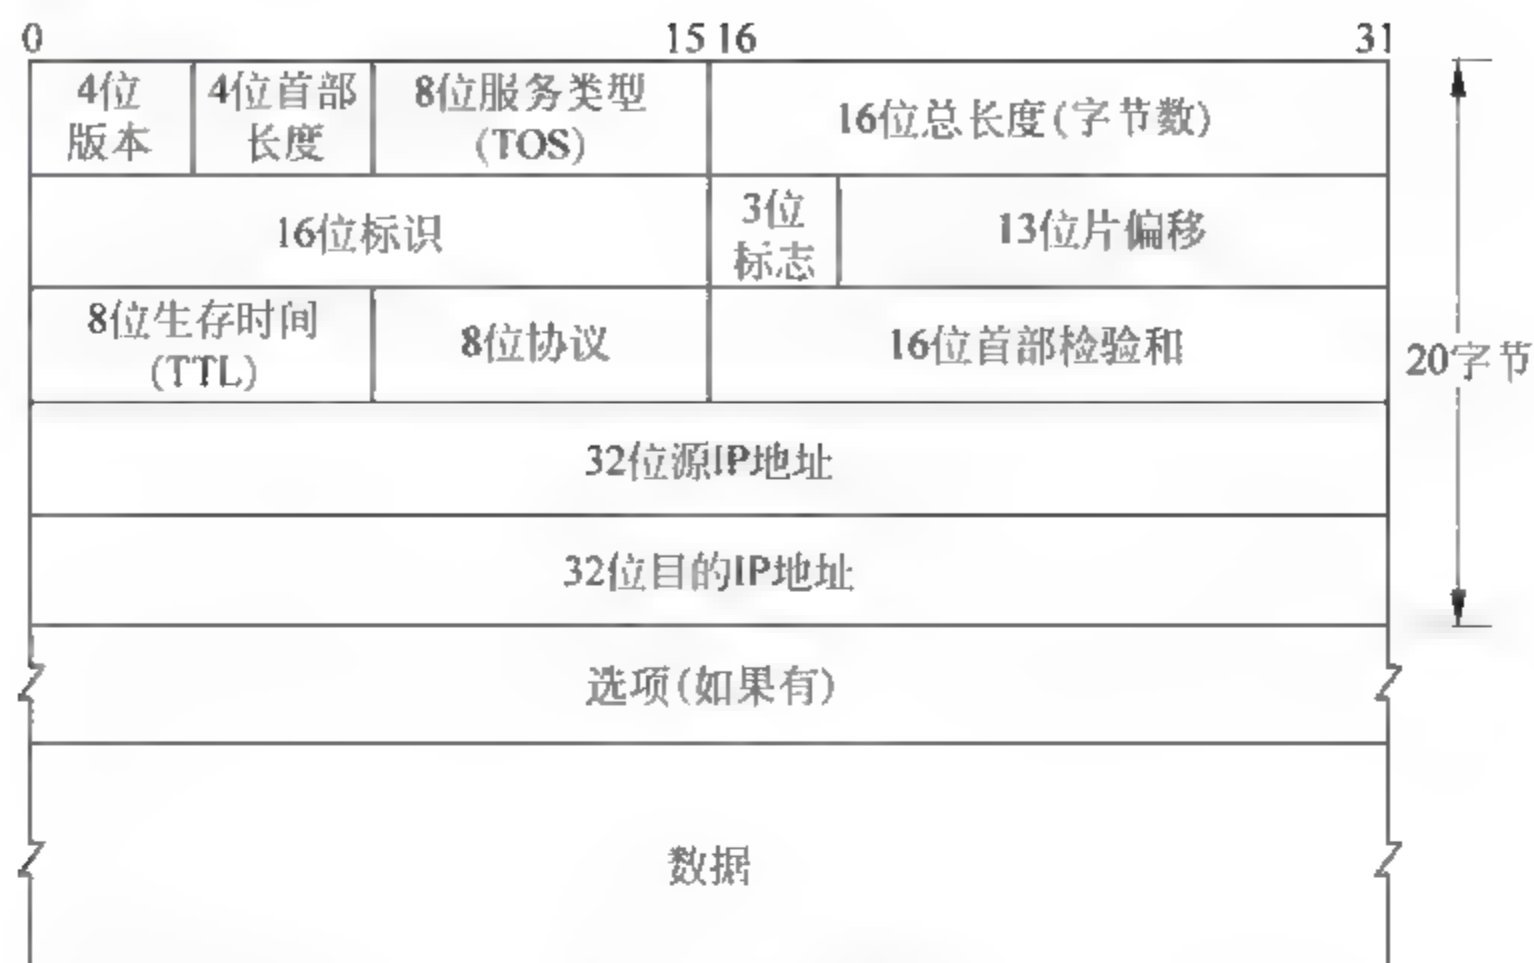 0 15 16 31
4位
版本
4位首部
长度
8位服务类型
(TOS)
16位总长度(字节数)
16位标识
3位
标志
13位片偏移
8位生存时间
(TTL)
8位协议
16位首部检验和
20字节
32位源IP地址
32位目的IP地址
选项(如果有)
数据